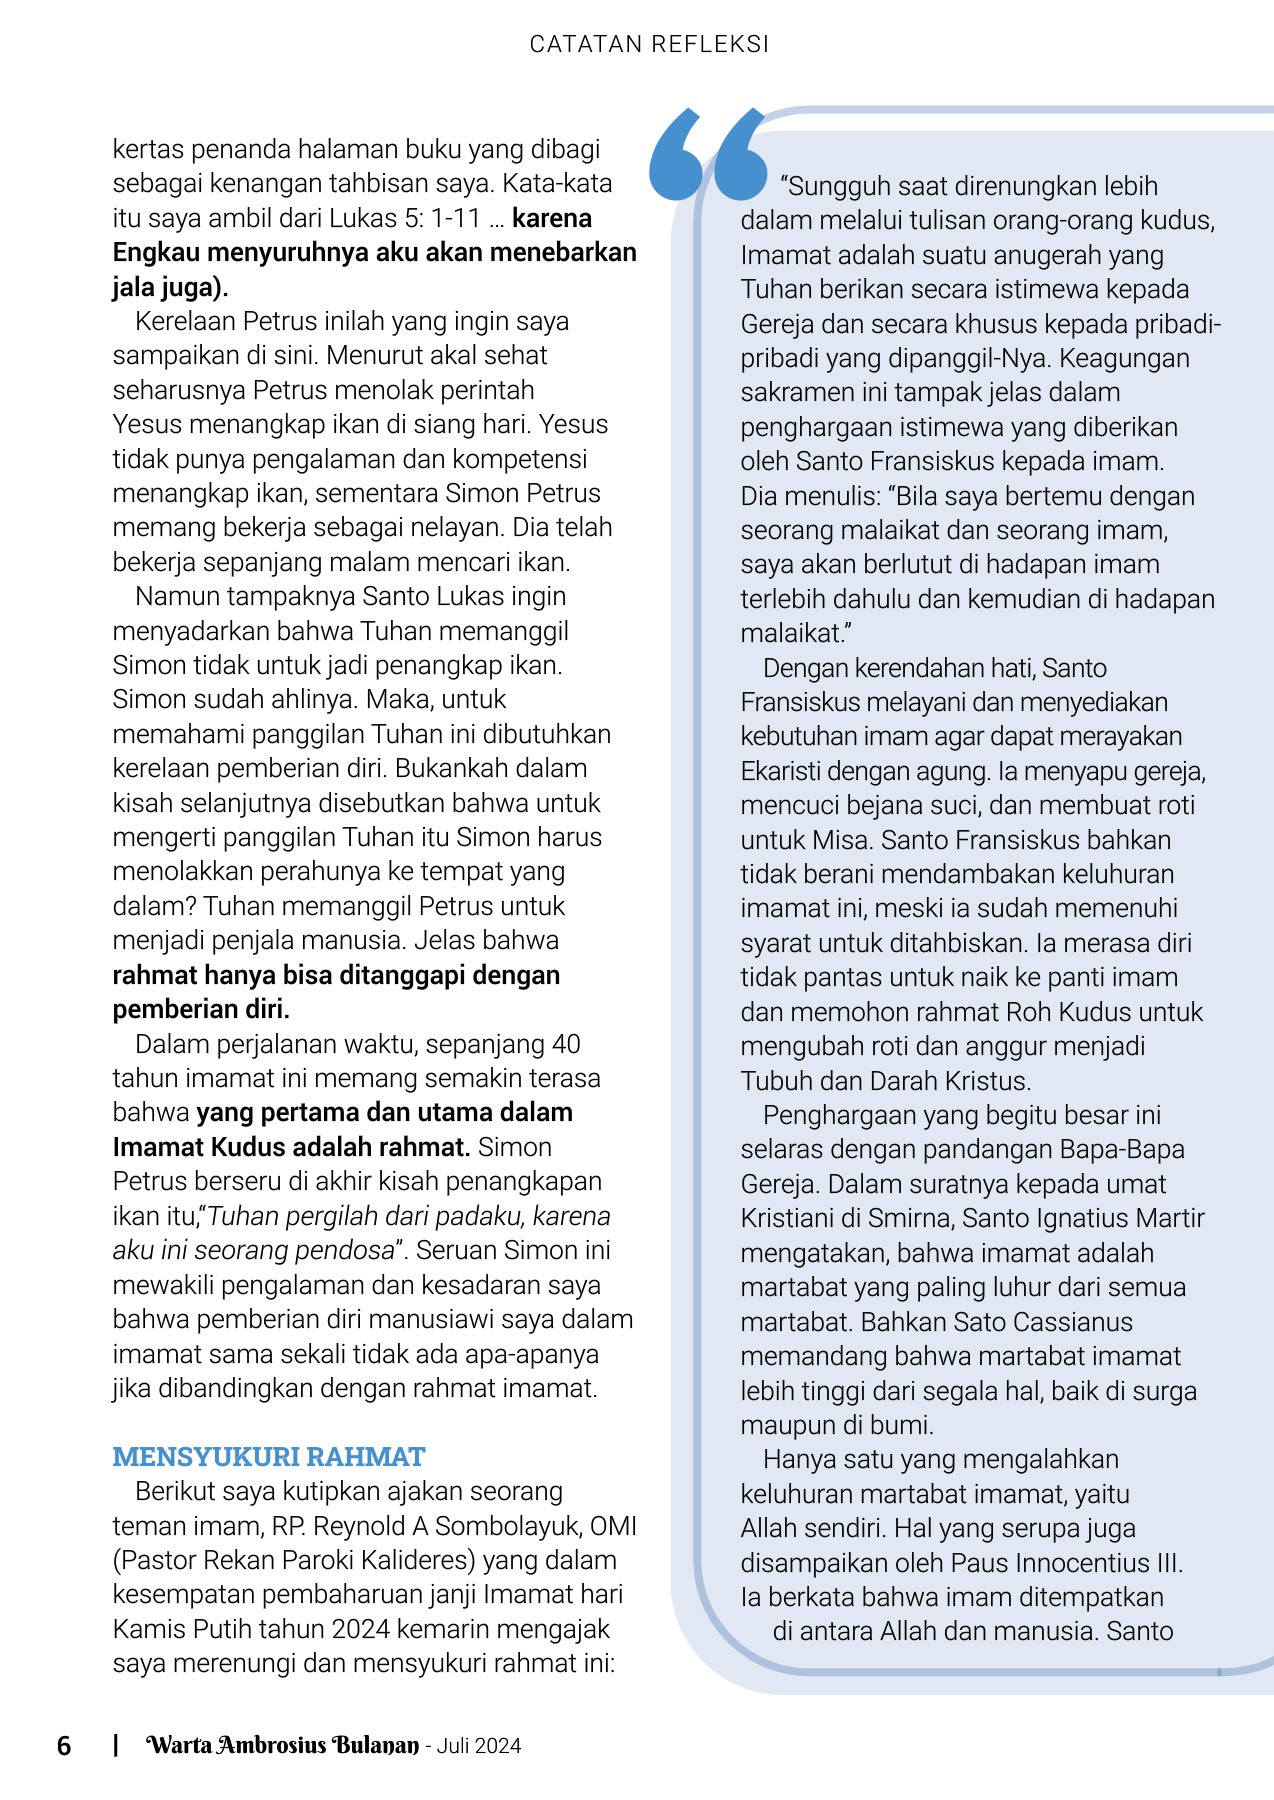 CATATAN REFLEKSI
kertas penanda halaman buku yang dibagi
sebagai kenangan tahbisan saya. Kata-kata
itu saya ambil dari Lukas 5: 1-11 ... karena
Engkau menyuruhnya aku akan menebarkan
jala juga).
Kerelaan Petrus inilah yang ingin saya
sampaikan di sini. Menurut akal sehat
seharusnya Petrus menolak perintah
Yesus menangkap ikan di siang hari. Yesus
tidak punya pengalaman dan kompetensi
menangkap ikan, sementara Simon Petrus
memang bekerja sebagai nelayan. Dia telah
bekerja sepanjang malam mencari ikan.
Namun tampaknya Santo Lukas ingin
menyadarkan bahwa Tuhan memanggil
Simon tidak untuk jadi penangkap ikan.
Simon sudah ahlinya. Maka, untuk
memahami panggilan Tuhan ini dibutuhkan
kerelaan pemberian diri. Bukankah dalam
kisah selanjutnya disebutkan bahwa untuk
mengerti panggilan Tuhan itu Simon harus
menolakkan perahunya ke tempat yang
dalam? Tuhan memanggil Petrus untuk
menjadi penjala manusia. Jelas bahwa
rahmat hanya bisa ditanggapi dengan
pemberian diri.
Dalam perjalanan waktu, sepanjang 40
tahun imamat ini memang semakin terasa
bahwa yang pertama dan utama dalam
Imamat Kudus adalah rahmat. Simon
Petrus berseru di akhir kisah penangkapan
ikan itu,“Tuhan pergilah dari padaku, karena
aku ini seorang pendosa”. Seruan Simon ini
mewakili pengalaman dan kesadaran saya
bahwa pemberian diri manusiawi saya dalam
imamat sama sekali tidak ada apa-apanya
jika dibandingkan dengan rahmat imamat.
MENSYUKURI RAHMAT
Berikut saya kutipkan ajakan seorang
teman imam, RP. Reynold A Sombolayuk, OMI
(Pastor Rekan Paroki Kalideres) yang dalam
kesempatan pembaharuan janji Imamat hari
Kamis Putih tahun 2024 kemarin mengajak
saya merenungi dan mensyukuri rahmat ini:
“Sungguh saat direnungkan lebih
dalam melalui tulisan orang-orang kudus,
Imamat adalah suatu anugerah yang
Tuhan berikan secara istimewa kepada
Gereja dan secara khusus kepada pribadi-
pribadi yang dipanggil-Nya. Keagungan
sakramen ini tampak jelas dalam
penghargaan istimewa yang diberikan
oleh Santo Fransiskus kepada imam.
Dia menulis: “Bila saya bertemu dengan
seorang malaikat dan seorang imam,
saya akan berlutut di hadapan imam
terlebih dahulu dan kemudian di hadapan
malaikat.”
Dengan kerendahan hati, Santo
Fransiskus melayani dan menyediakan
kebutuhan imam agar dapat merayakan
Ekaristi dengan agung. Ia menyapu gereja,
mencuci bejana suci, dan membuat roti
untuk Misa. Santo Fransiskus bahkan
tidak berani mendambakan keluhuran
imamat ini, meski ia sudah memenuhi
syarat untuk ditahbiskan. Ia merasa diri
tidak pantas untuk naik ke panti imam
dan memohon rahmat Roh Kudus untuk
mengubah roti dan anggur menjadi
Tubuh dan Darah Kristus.
Penghargaan yang begitu besar ini
selaras dengan pandangan Bapa-Bapa
Gereja. Dalam suratnya kepada umat
Kristiani di Smirna, Santo Ignatius Martir
mengatakan, bahwa imamat adalah
martabat yang paling luhur dari semua
martabat. Bahkan Sato Cassianus
memandang bahwa martabat imamat
lebih tinggi dari segala hal, baik di surga
maupun di bumi.
Hanya satu yang mengalahkan
keluhuran martabat imamat, yaitu
Allah sendiri. Hal yang serupa juga
disampaikan oleh Paus Innocentius III.
Ia berkata bahwa imam ditempatkan
di antara Allah dan manusia. Santo
6 | Warta Ambrosius Bulanan - Juli 2024